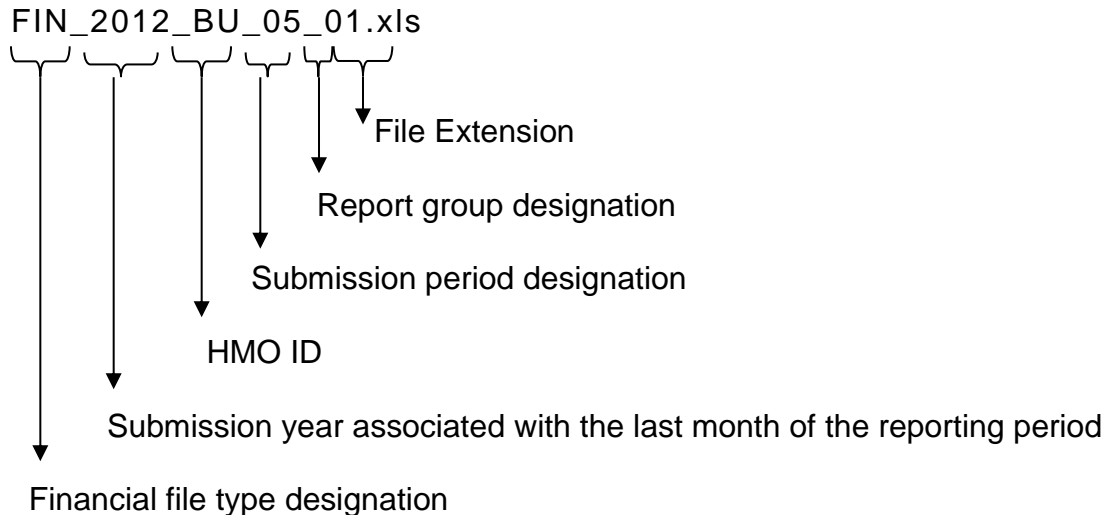 FIN_2012_BU_05_01.xls
File Extension
Report group designation
Submission period designation
HMO ID
Submission year associated with the last month of the reporting period
Financial file type designation